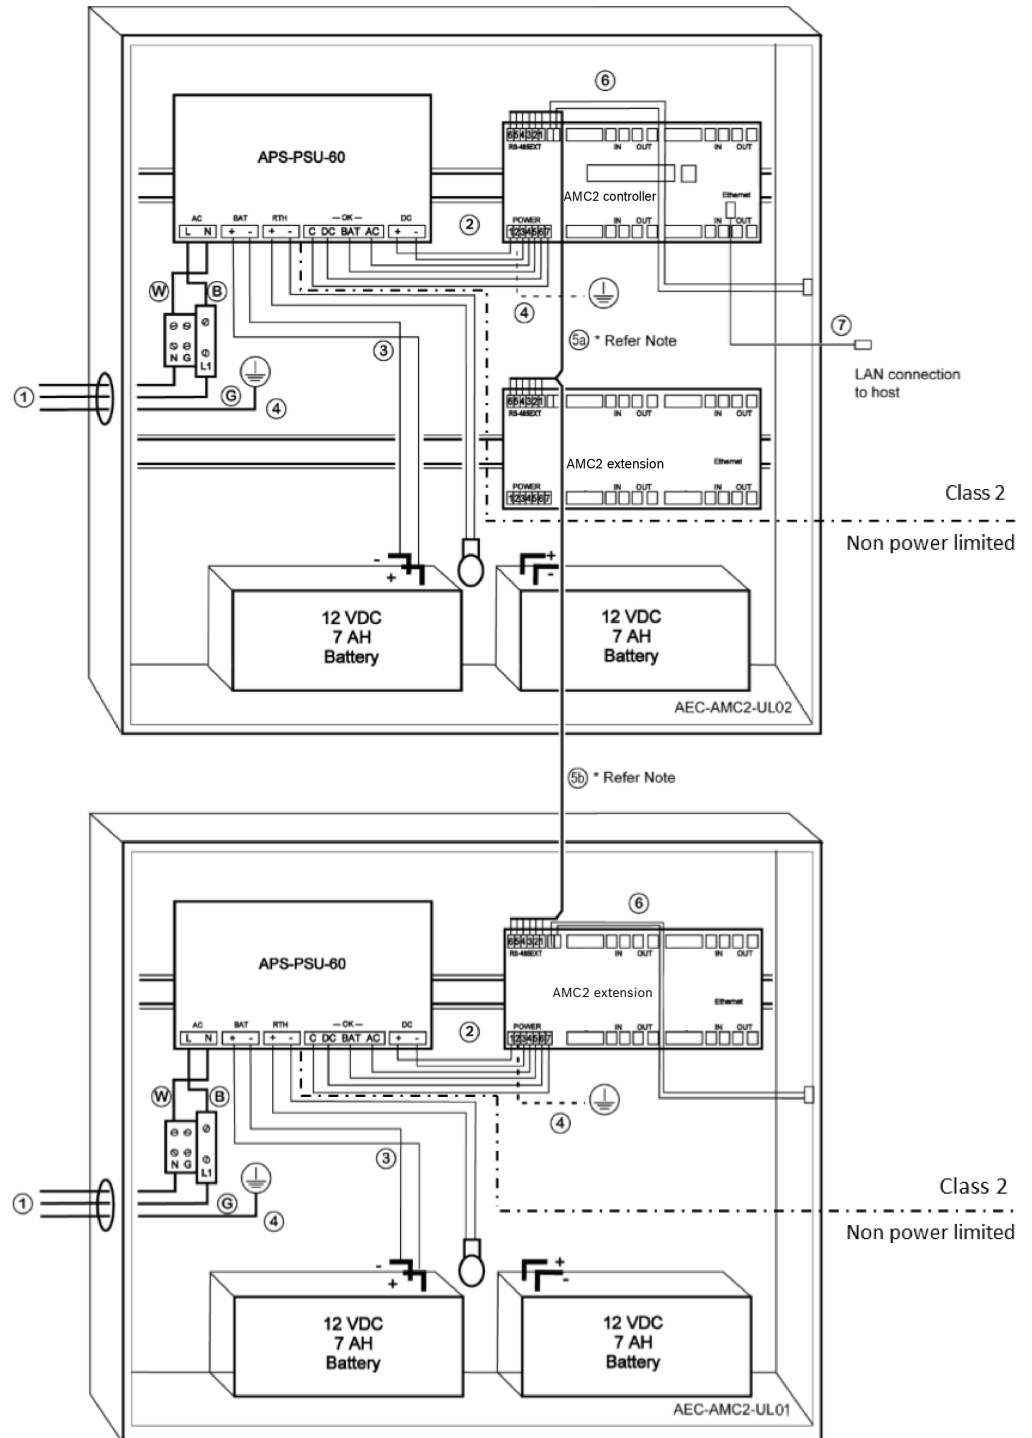 6
APS-PSU-60
654321
RS-485EXT
IN OUT
IN OUT
AMC2 controller
Ethernet
AC BAT RTH — OK — DC
2
POWER
IN OUT
IN OUT
L N + - + - C DC BAT AC + -
1234567
W B
4
7
5a * Refer Note
3
N G L1
LAN connection
to host
1
G
4
654321
RS-485EXT
IN OUT
IN OUT
AMC2 extension
Ethernet
POWER
IN OUT
IN OUT
1234567
Class 2
Non power limited
- +
+ -
12 VDC
7 AH
Battery
12 VDC
7 AH
Battery
AEC-AMC2-UL02
5b * Refer Note
6
APS-PSU-60
654321
RS-485EXT
IN OUT
IN OUT
AMC2 extension
Ethernet
AC BAT RTH — OK — DC
2
POWER
IN OUT
IN OUT
L N + - + - C DC BAT AC + -
1234567
W B
4
3
N G L1
1
G
4
Class 2
Non power limited
- +
+ -
12 VDC
7 AH
Battery
12 VDC
7 AH
Battery
AEC-AMC2-UL01